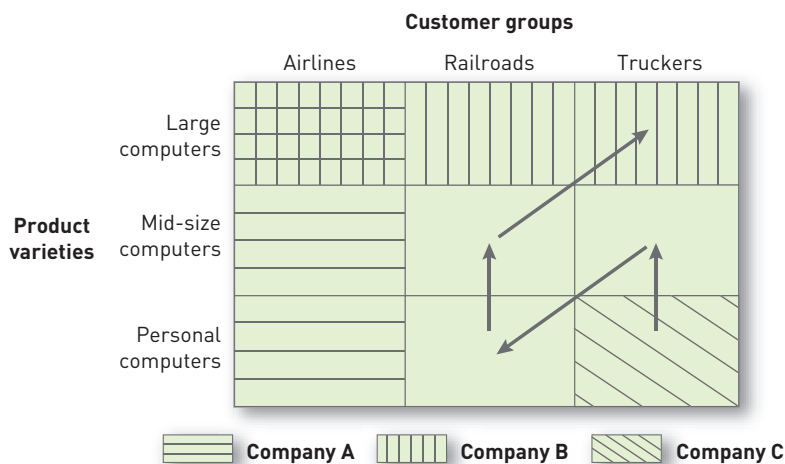 Customer groups
Airlines Railroads Truckers
Large
computers
Product
varieties
Mid-size
computers
Personal
computers
Company A Company B Company C